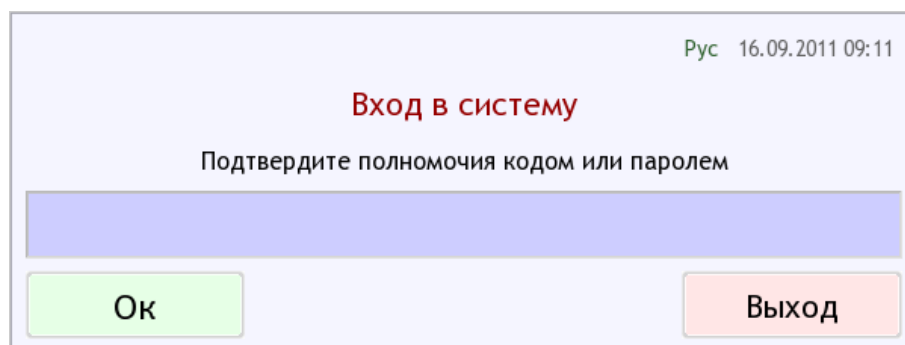 Рус 16.09.2011 09:11
Вход в систему
Подтвердите полномочия кодом или паролем
Ок
Выход